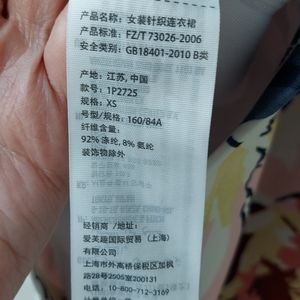 产品名称：女装针织连衣裙
产品标准：FZ/T 73026-2006
安全类别：GB18401-2010 B类
产地：江苏，中国
款号：1P2725
规格：XS
号型/规格：160/84A
纤维含量：
92% 涤纶，8% 氨纶
装饰物除外
经销商 /地址：
爱芙趣国际贸易（上海）
有限公司
上海市外高桥保税区加枫
路28号2505室200131
电话：10-800-712-3169